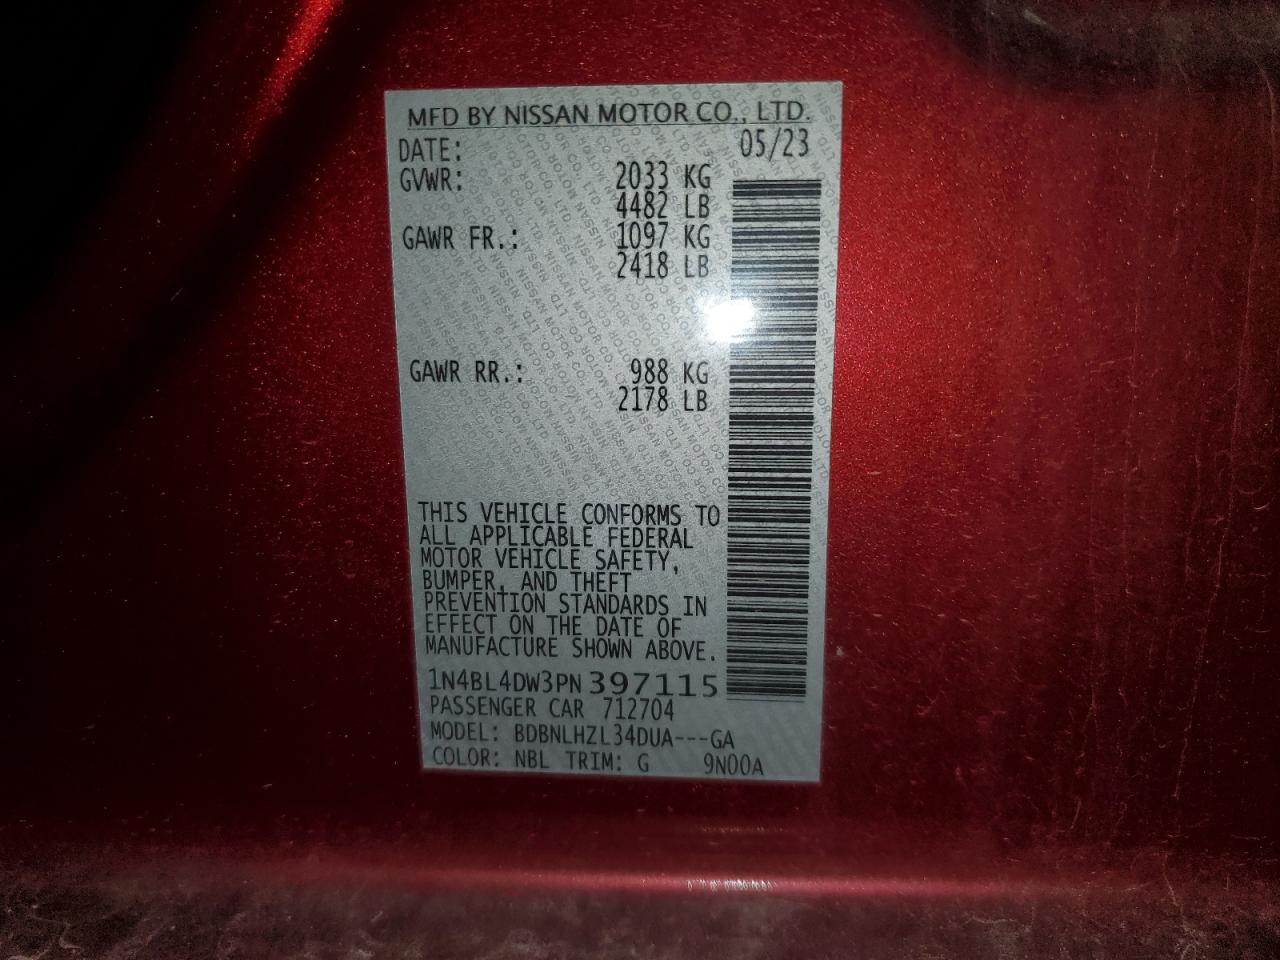 MFD BY NISSAN MOTOR CO., LTD.
DATE: 05/23
GVWR: 2033 KG
4482 LB
GAWR FR.: 1097 KG
2418 LB
GAWR RR.: 988 KG
2178 LB
THIS VEHICLE CONFORMS TO
ALL APPLICABLE FEDERAL
MOTOR VEHICLE SAFETY,
BUMPER, AND THEFT
PREVENTION STANDARDS IN
EFFECT ON THE DATE OF
MANUFACTURE SHOWN ABOVE.
1N4BL4DW3PN397115
PASSENGER CAR 712704
MODEL: BDBNLHZL34DUA---GA
COLOR: NBL TRIM: G 9N00A